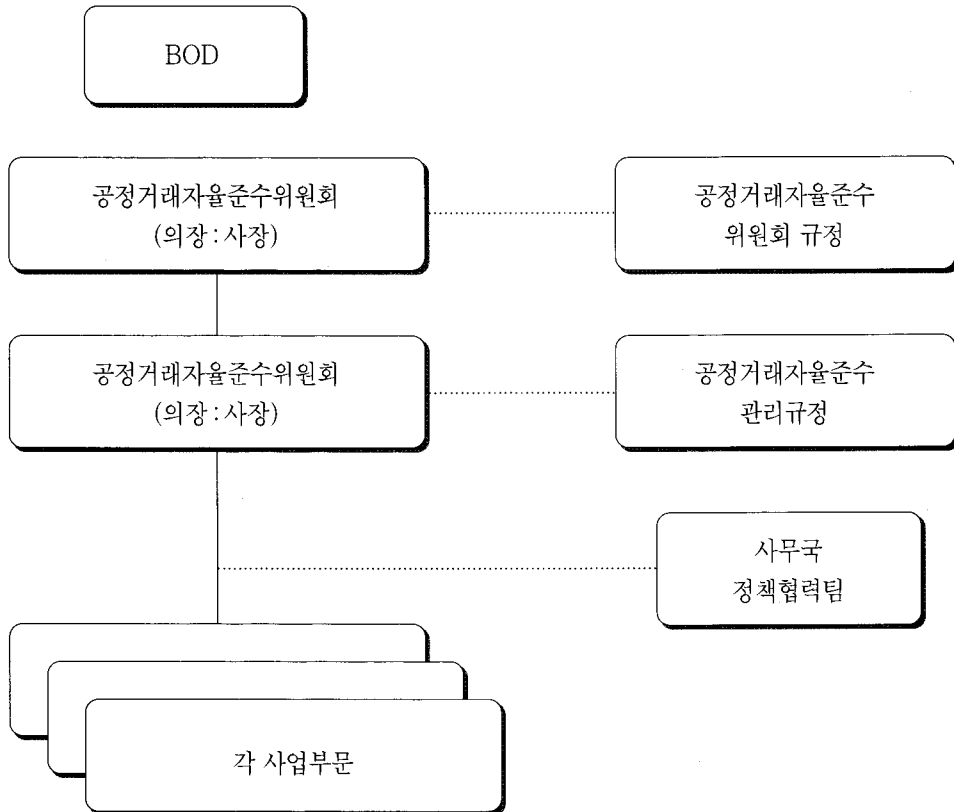 BOD
공정거래자율준수위원회
(의장 : 사장)
공정거래자율준수
위원회 규정
공정거래자율준수위원회
(의장 : 사장)
공정거래자율준수
관리규정
사무국
정책협력팀
각 사업부문